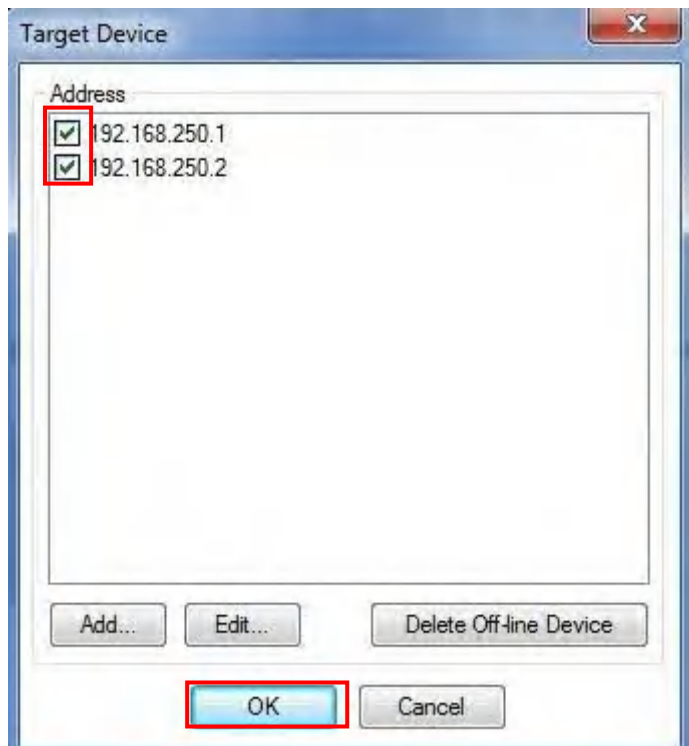 Target Device
Address
192.168.250.1
192.168.250.2
Add... Edit... Delete Off-line Device
OK Cancel